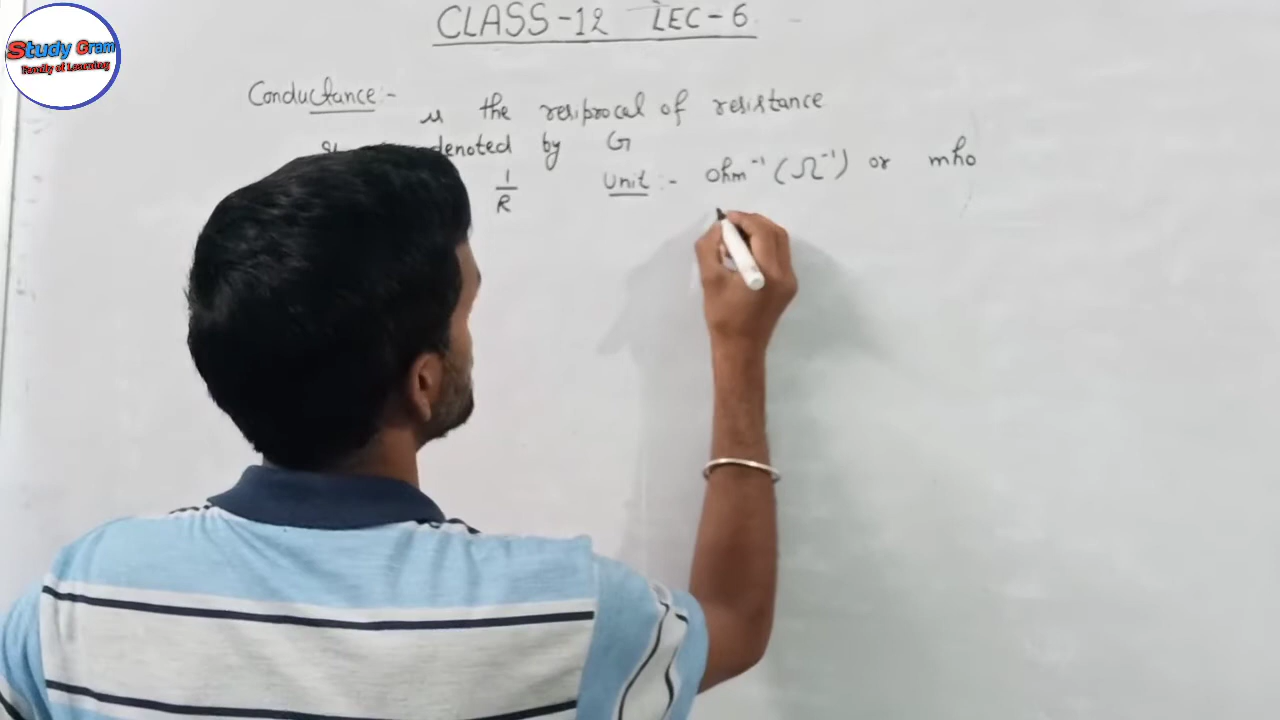 Study Gram
Family of Learning
CLASS-12 LEC-6
Conductance:-
is the resiprocal of resistance
denoted by G
1/R Unit:- Ohm⁻¹ (Ω⁻¹) or mho